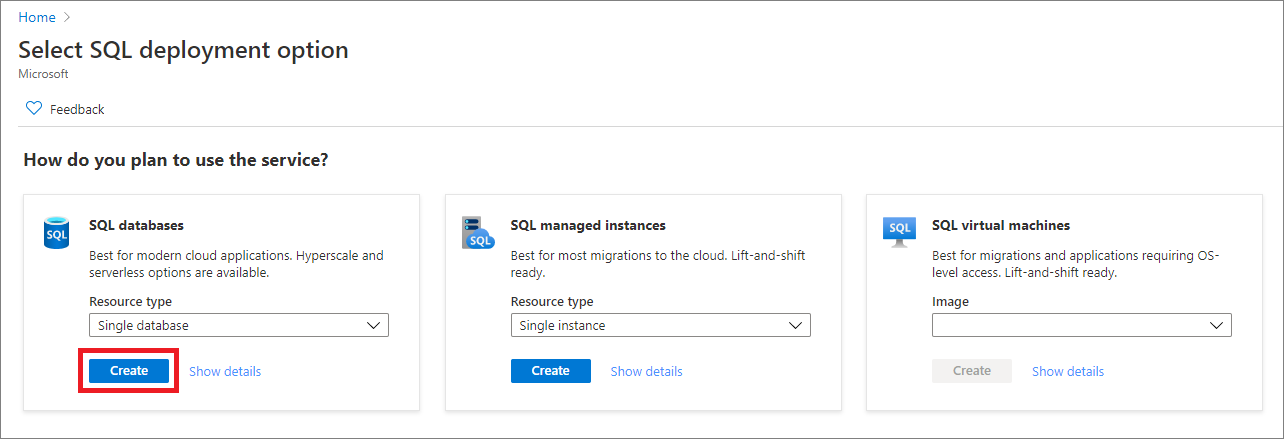 Home
Select SQL deployment option
Microsoft
Feedback
How do you plan to use the service?
SQL
SQL databases
Best for modern cloud applications. Hyperscale and
serverless options are available.
Resource type
Single database
Create
Show details
SQL
SQL managed instances
Best for most migrations to the cloud. Lift-and-shift
ready.
Resource type
Single instance
Create
Show details
SQL
SQL virtual machines
Best for migrations and applications requiring OS-
level access. Lift-and-shift ready.
Image
Create
Show details